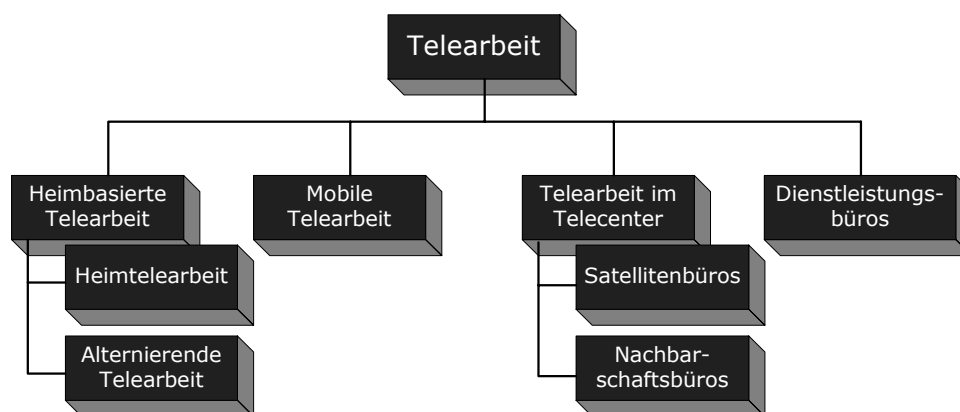 Telearbeit
Heimbasierte
Telearbeit
Mobile
Telearbeit
Telearbeit im
Telecenter
Dienstleistungs-
büros
Heimtelearbeit
Satellitenbüros
Alternierende
Telearbeit
Nachbar-
schaftsbüros